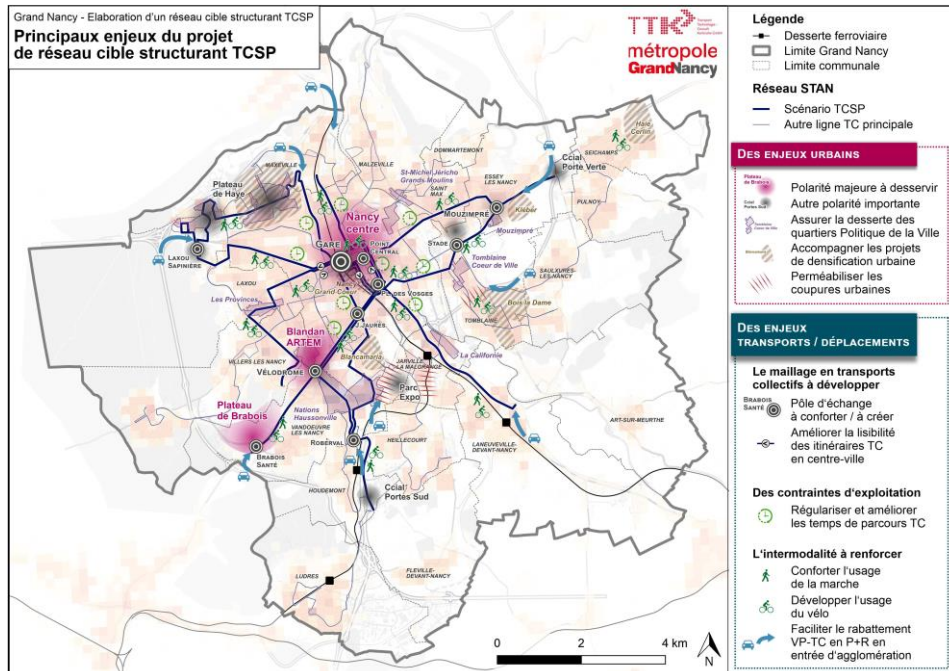 Grand Nancy - Elaboration d'un réseau cible structurant TCSP
Principaux enjeux du projet
de réseau cible structurant TCSP
TTK
métropole
GrandNancy
MAXEVILLE
MALZEVILLE
DOMMARTEMONT
SEICHAMPS
Haie
Cerlin
Ccial
Porte Verte
St-Michel Jéricho
Grands-Moulins
SAINT
MAX
ESSEY LES
NANCY
PULNOY
Plateau
de Haye
Kléber
MOUZIMPRÉ
Mouzimpré
Nancy
centre
GARE
POINT
CENTRAL
STADE
LAXOU
SAPINIÈRE
Tomblaine
Coeur de Ville
SAULXURES-
LES-NANCY
LAXOU
Grand Coeur
PL. DES VOSGES
Les Provinces
Bois la Dame
TOMBLAINE
J. JAURÈS
Blandan
ARTEM
La Californie
Blancamaria
VILLERS LES NANCY
VÉLODROME
JARVILLE
LA MALGRANGE
Parc
Expo
Plateau
de Brabois
Nations
Haussonville
VANDOEUVRE
LES NANCY
ROBERVAL
HEILLECOURT
ART-SUR-MEURTHE
LANEUVEVILLE-
DEVANT-NANCY
BRABOIS
SANTÉ
HOUDEMONT
Ccial
Portes Sud
LUDRES
FLEVILLE-
DEVANT-NANCY
0 2 4 km
N
Légende
Desserte ferroviaire
Limite Grand Nancy
Limite communale
Réseau STAN
Scénario TCSP
Autre ligne TC principale
DES ENJEUX URBAINS
Plateau
de Brabois
Polarité majeure à desservir
Ccial
Portes Sud
Autre polarité importante
Assurer la desserte des
quartiers Politique de la Ville
Accompagner les projets
de densification urbaine
Perméabiliser les
coupures urbaines
DES ENJEUX
TRANSPORTS / DÉPLACEMENTS
Le maillage en transports
collectifs à développer
BRABOIS
SANTÉ
Pôle d'échange
à conforter / à créer
Améliorer la lisibilité
des itinéraires TC
en centre-ville
Des contraintes d'exploitation
Régulariser et améliorer
les temps de parcours TC
L'intermodalité à renforcer
Conforter l'usage
de la marche
Développer l'usage
du vélo
Faciliter le rabattement
VP-TC en P+R en
entrée d'agglomération